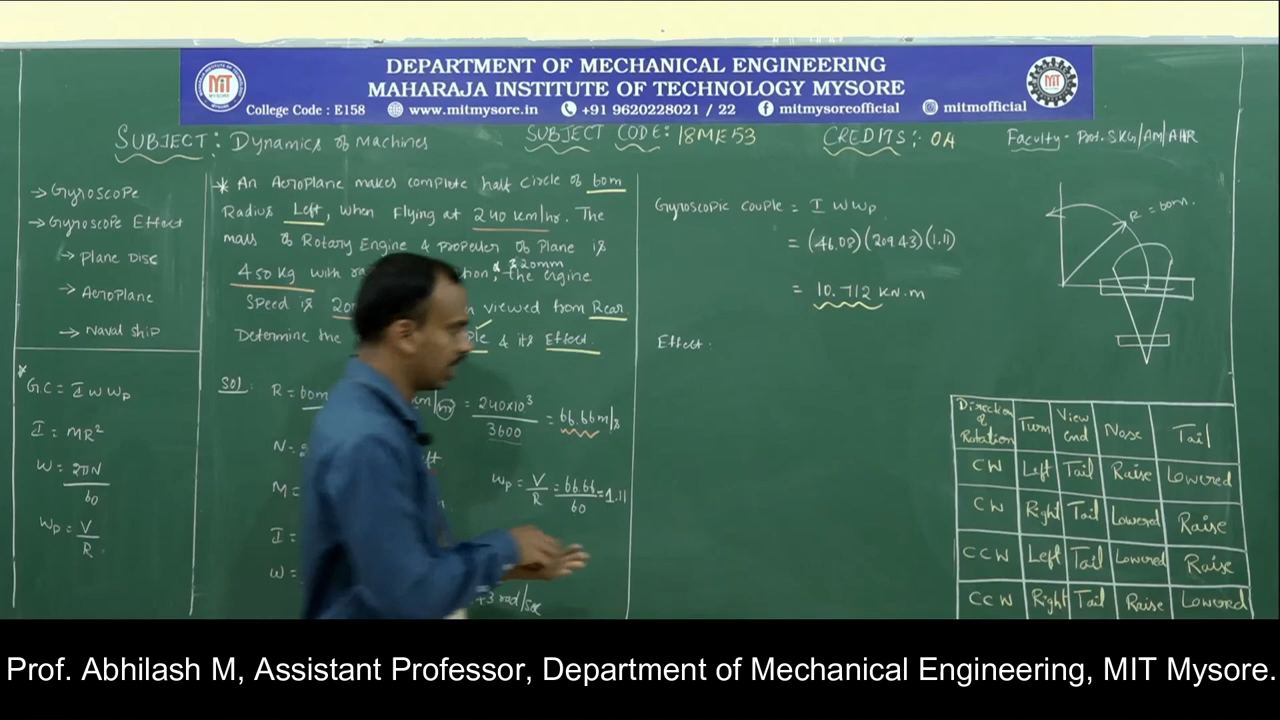 DEPARTMENT OF MECHANICAL ENGINEERING
MAHARAJA INSTITUTE OF TECHNOLOGY MYSORE
College Code : E158 www.mitmysore.in +91 9620228021 / 22 mitmysoreofficial mitmofficial
MIT
MYSORE
MIT
SUBJECT: Dynamics of Machines SUBJECT CODE: 18ME53 CREDITS: 04 Faculty - Prof. SKG/AM/AHR
→ Gyroscope
→ Gyroscope Effect
→ Plane Disc
→ AeroPlane
→ Naval Ship
* G.C = I W Wp
I = MR²
W = 2πN
60
Wp = V
R
* An AeroPlane makes complete half circle of 60m
Radius Left, when Flying at 240 km/hr. The
mass of Rotary Engine & propeller of Plane is
450 kg with 320mm the engine
Speed is viewed from Rear
Determine the & its Effect.
Sol: R = 60m = 240×10³ = 66.66 m/s
3600
N =
M = Wp = V = 66.66 = 1.11
R 60
I =
W = rad/sec
Gyroscopic couple = I W Wp
= (46.08)(209.43)(1.11)
= 10.712 KN.m
Effect:
R = 60m.
Direction of Rotation Turn View end Nose Tail
CW Left Tail Raise Lowered
CW Right Tail Lowered Raise
CCW Left Tail Lowered Raise
CCW Right Tail Raise Lowered
Prof. Abhilash M, Assistant Professor, Department of Mechanical Engineering, MIT Mysore.